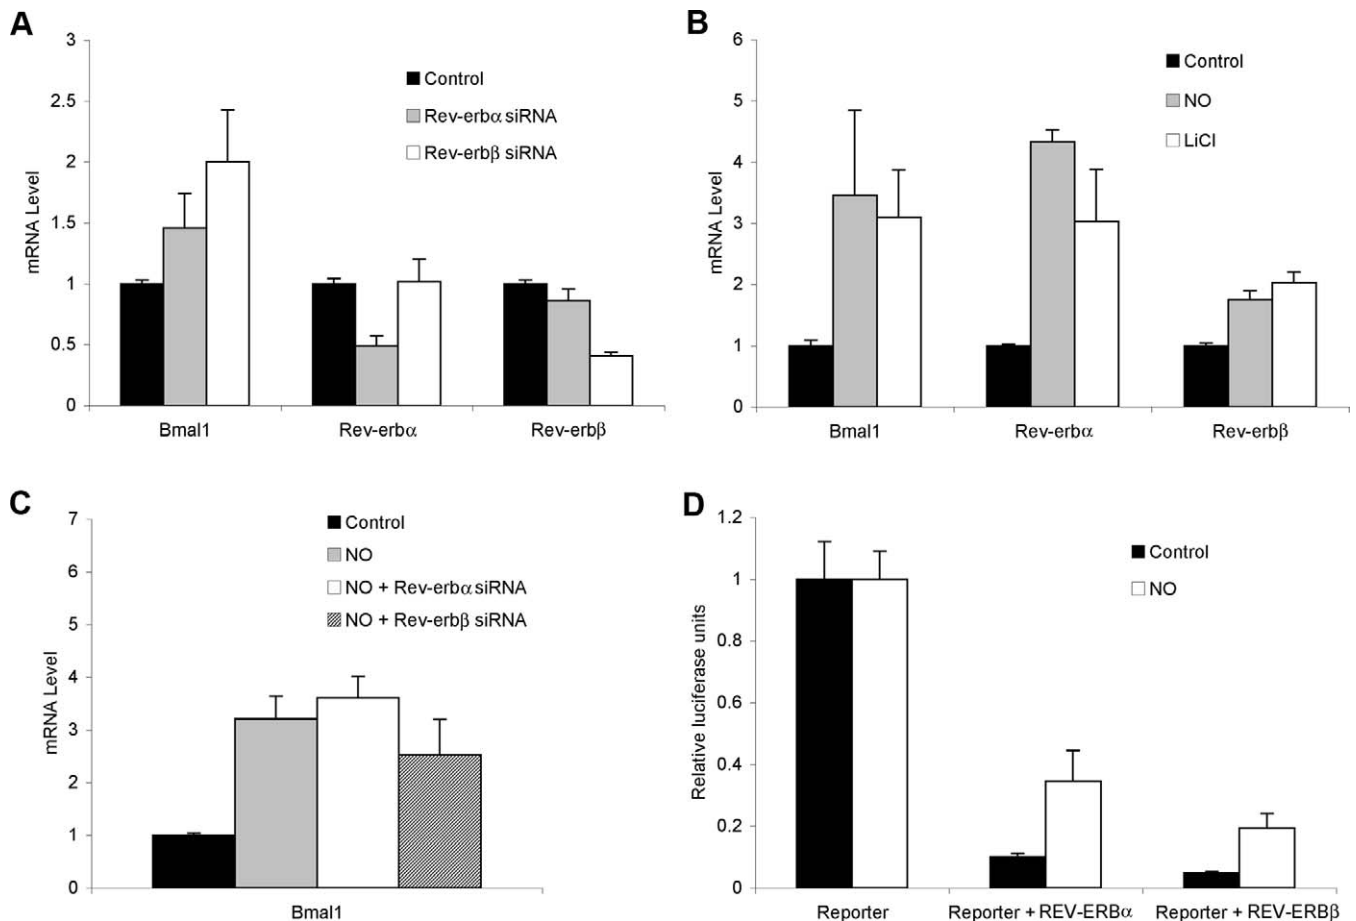 A
3
2.5
2
1.5
1
0.5
0
mRNA Level
Control
Rev-erbα siRNA
Rev-erbβ siRNA
Bmal1
Rev-erbα
Rev-erbβ
B
6
5
4
3
2
1
0
mRNA Level
Control
NO
LiCl
Bmal1
Rev-erbα
Rev-erbβ
C
7
6
5
4
3
2
1
0
mRNA Level
Control
NO
NO + Rev-erbα siRNA
NO + Rev-erbβ siRNA
Bmal1
D
1.2
1
0.8
0.6
0.4
0.2
0
Relative luciferase units
Control
NO
Reporter
Reporter + REV-ERBα
Reporter + REV-ERBβ